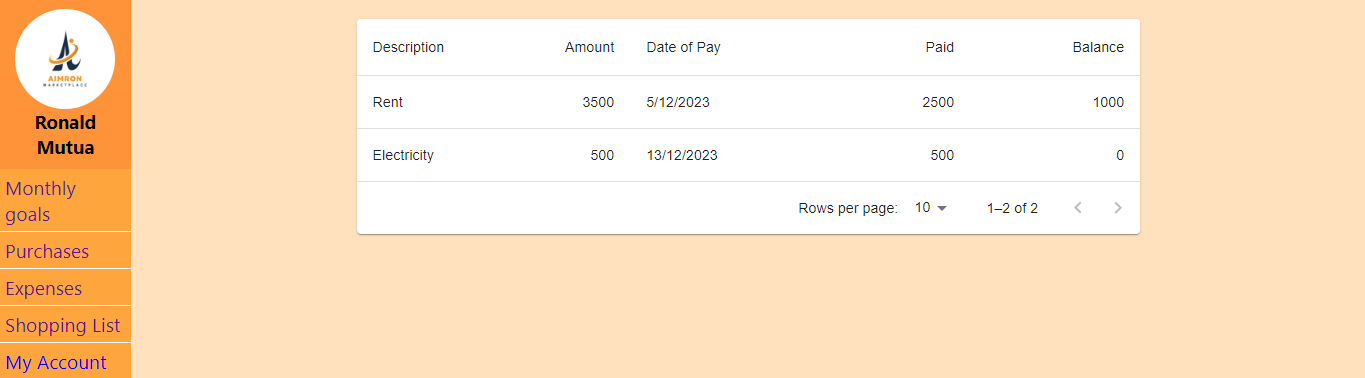 AIMRON
MARKETPLACE
Ronald
Mutua
Monthly
goals
Purchases
Expenses
Shopping List
My Account
Description Amount Date of Pay Paid Balance
Rent 3500 5/12/2023 2500 1000
Electricity 500 13/12/2023 500 0
Rows per page: 10 1–2 of 2